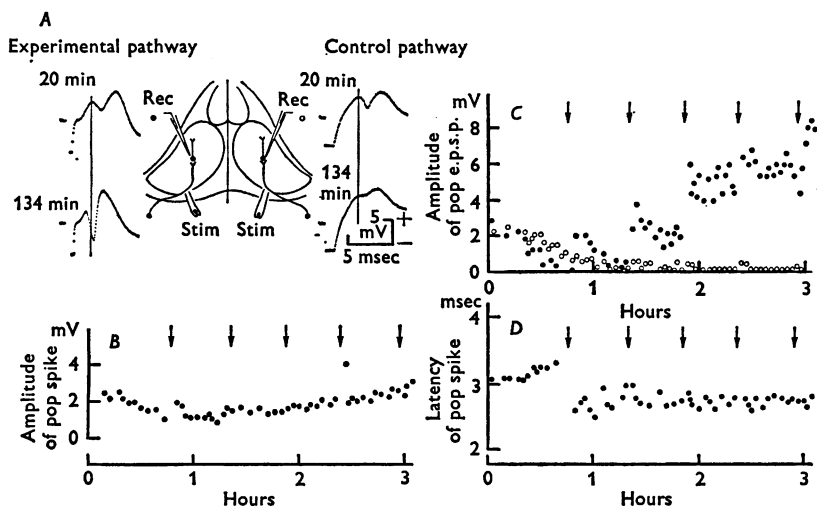 A
Experimental pathway
Control pathway
20 min
20 min
Rec
Rec
134 min
134
min
Stim
Stim
5
+
mV
−
5 msec
mV
C
8
6
4
2
0
Amplitude
of pop e.p.s.p.
0
1
2
3
Hours
mV
B
4
2
0
Amplitude
of pop spike
0
1
2
3
Hours
msec
D
4
3
2
Latency
of pop spike
0
1
2
3
Hours